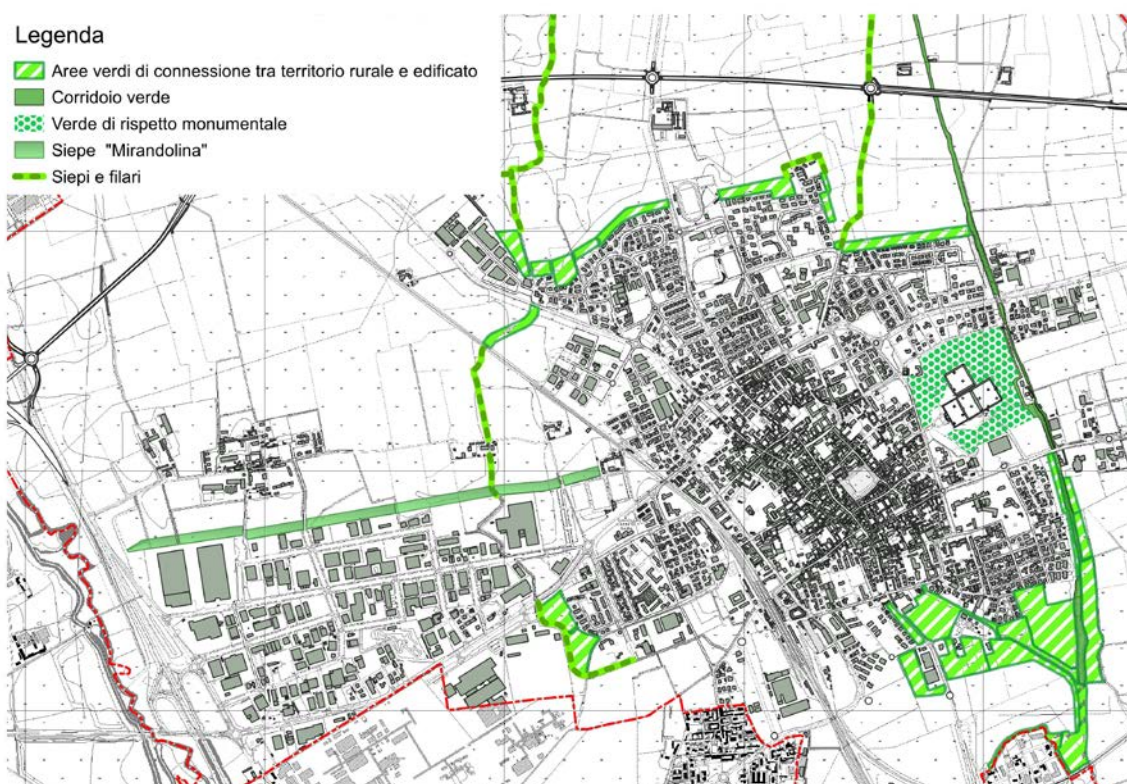 Legenda
Aree verdi di connessione tra territorio rurale e edificato
Corridoio verde
Verde di rispetto monumentale
Siepe "Mirandolina"
Siepi e filari